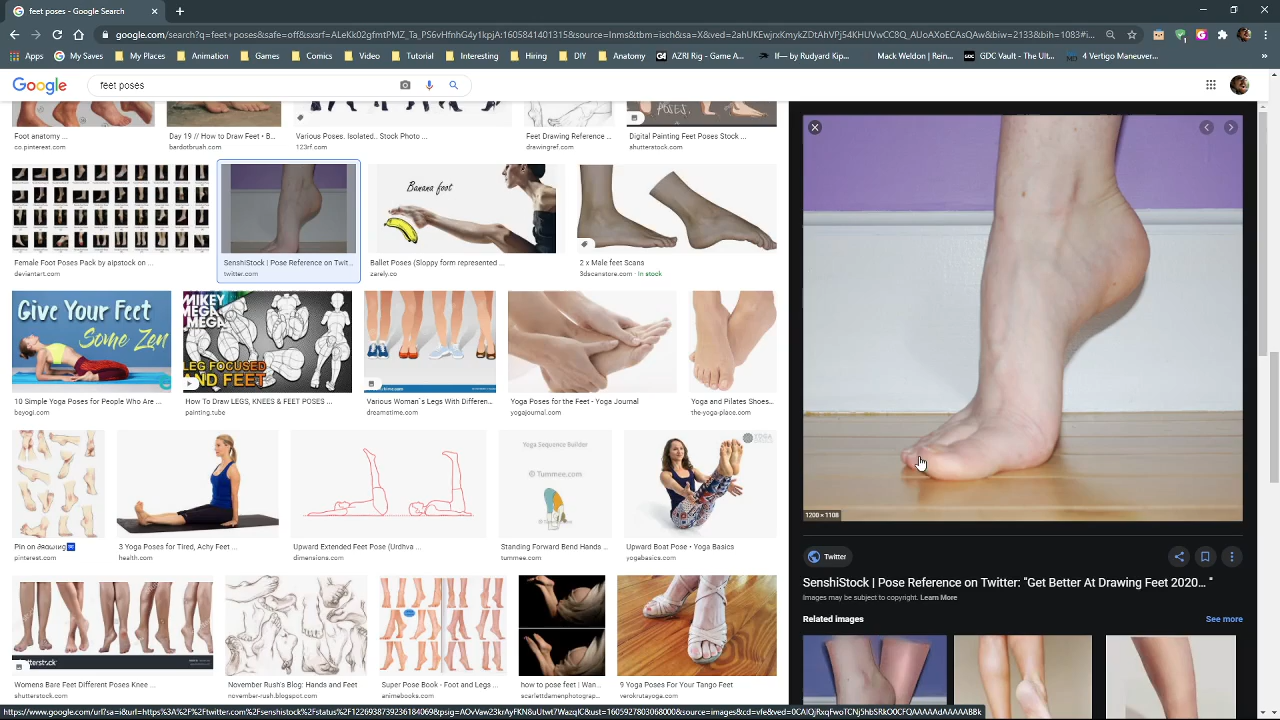 feet poses - Google Search
google.com/search?q=feet+poses&safe=off&sxsrf=ALeKk02gfmtPMZ_Ta_PS6vHfnhG4y1kpA:1605841401315&source=lnms&tbm=isch&sa=X&ved=2ahUKEwjnxKmykZDtAhVPj54KHUVwCC8Q_AUoAXoECAsQAw&biw=2133&bih=1083#i...
Apps
My Saves
Animation
Games
Comics
Video
Tutorial
Interesting
DIY
Anatomy
AZRI Rig - Game Ri...
If— by Rudyard Kip...
Mack Weldon | Rein...
GDC Vault - The Ult...
4 Vertigo Maneuver...
Google
feet poses
Foot anatomy ...
co.pinterest.com
Day 19 // How to Draw Feet • B...
bardotbrush.com
Various Poses. Isolated.. Stock Photo ...
123rf.com
Feet Drawing Reference ...
drawingref.com
POSES.
Digital Painting Feet Poses Stock ...
shutterstock.com
Female Foot Poses Pack by aipstock on ...
deviantart.com
SenshiStock | Pose Reference on Twit...
twitter.com
Banana foot
Ballet Poses (Sloppy form represented ...
zarely.co
2 x Male feet Scans
3dscanstore.com · In stock
GIVE YOUR FEET
Some Zen
10 Simple Yoga Poses for People Who Are ...
beyogi.com
MIKEY
MEGA
MEGA
LEG FOCUSED
AND FEET
How To Draw LEGS, KNEES & FEET POSES ...
painting.tube
Various Woman`s Legs With Differen...
dreamstime.com
Yoga Poses for the Feet - Yoga Journal
yogajournal.com
Yoga and Pilates Shoes...
the-yoga-place.com
Pin on
pinterest.com
3 Yoga Poses for Tired, Achy Feet ...
health.com
Upward Extended Feet Pose (Urdhva ...
dimensions.com
Yoga Sequence Builder
Tummee.com
Standing Forward Bend Hands ...
tummee.com
YOGA
Upward Boat Pose • Yoga Basics
yogabasics.com
Womens Bare Feet Different Poses Knee ...
shutterstock.com
November Rush's Blog: Hands and Feet
november-rush.blogspot.com
Super Pose Book - Foot and Legs ...
animebooks.com
how to pose feet | Wan...
scarlettdamenphotograp...
9 Yoga Poses For Your Tango Feet
verokrutayoga.com
1200 × 1108
Twitter
SenshiStock | Pose Reference on Twitter: "Get Better At Drawing Feet 2020... "
Images may be subject to copyright. Learn More
Related images
See more